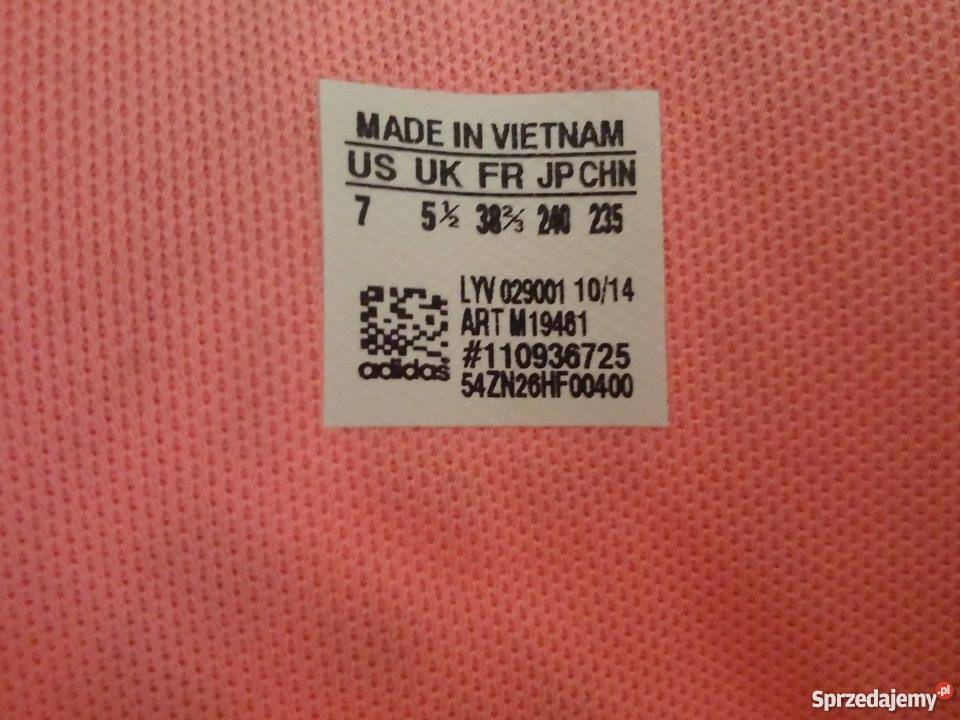 MADE IN VIETNAM
US UK FR JP CHN
7 5½ 38⅔ 240 235
LYV 029001 10/14
ART M19461
#110936725
54ZN26HF00400
adidas
Sprzedajemy.pl